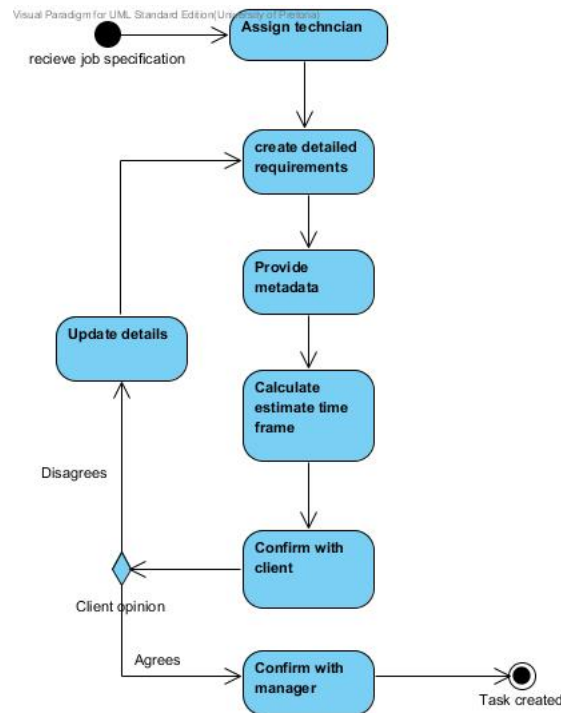 Visual Paradigm for UML Standard Edition(University of Pretoria)
Assign techncian
recieve job specification
create detailed
requirements
Provide
metadata
Update details
Calculate
estimate time
frame
Disagrees
Confirm with
client
Client opinion
Agrees
Confirm with
manager
Task created